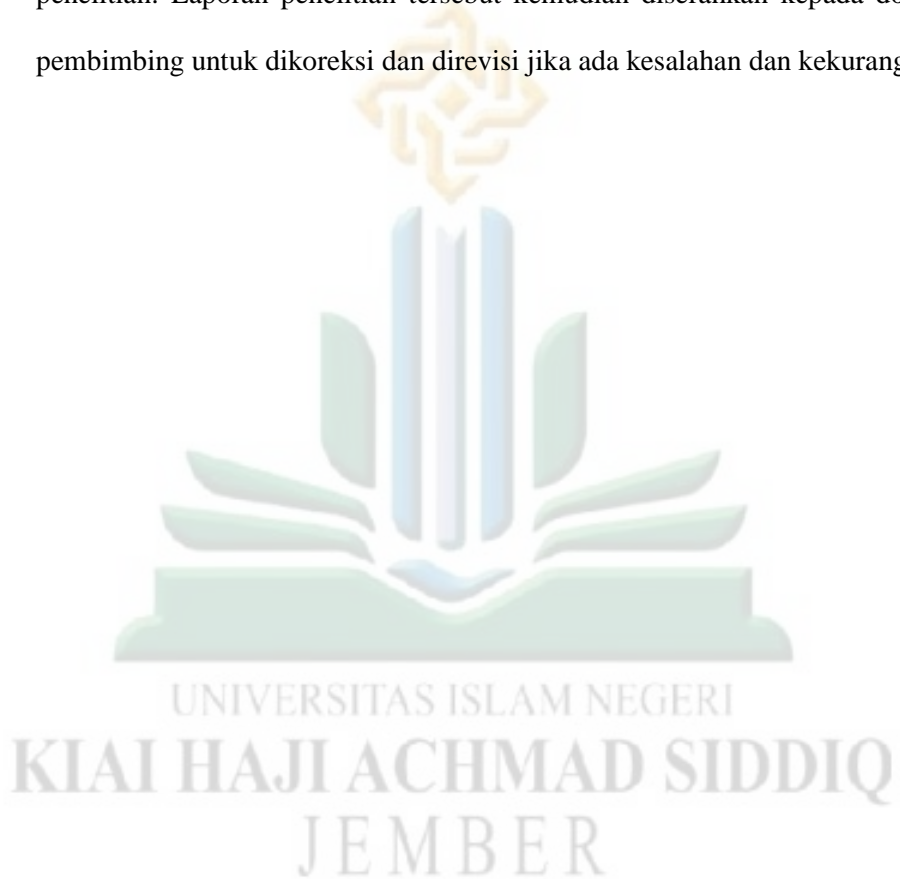 penelitian. Laporan penelitian tersebut kemudian diserahkan kepada
pembimbing untuk dikoreksi dan direvisi jika ada kesalahan dan
UNIVERSITAS ISLAM NEGERI
KIAI HAJI ACHMAD SIDDIQ
JEMBER